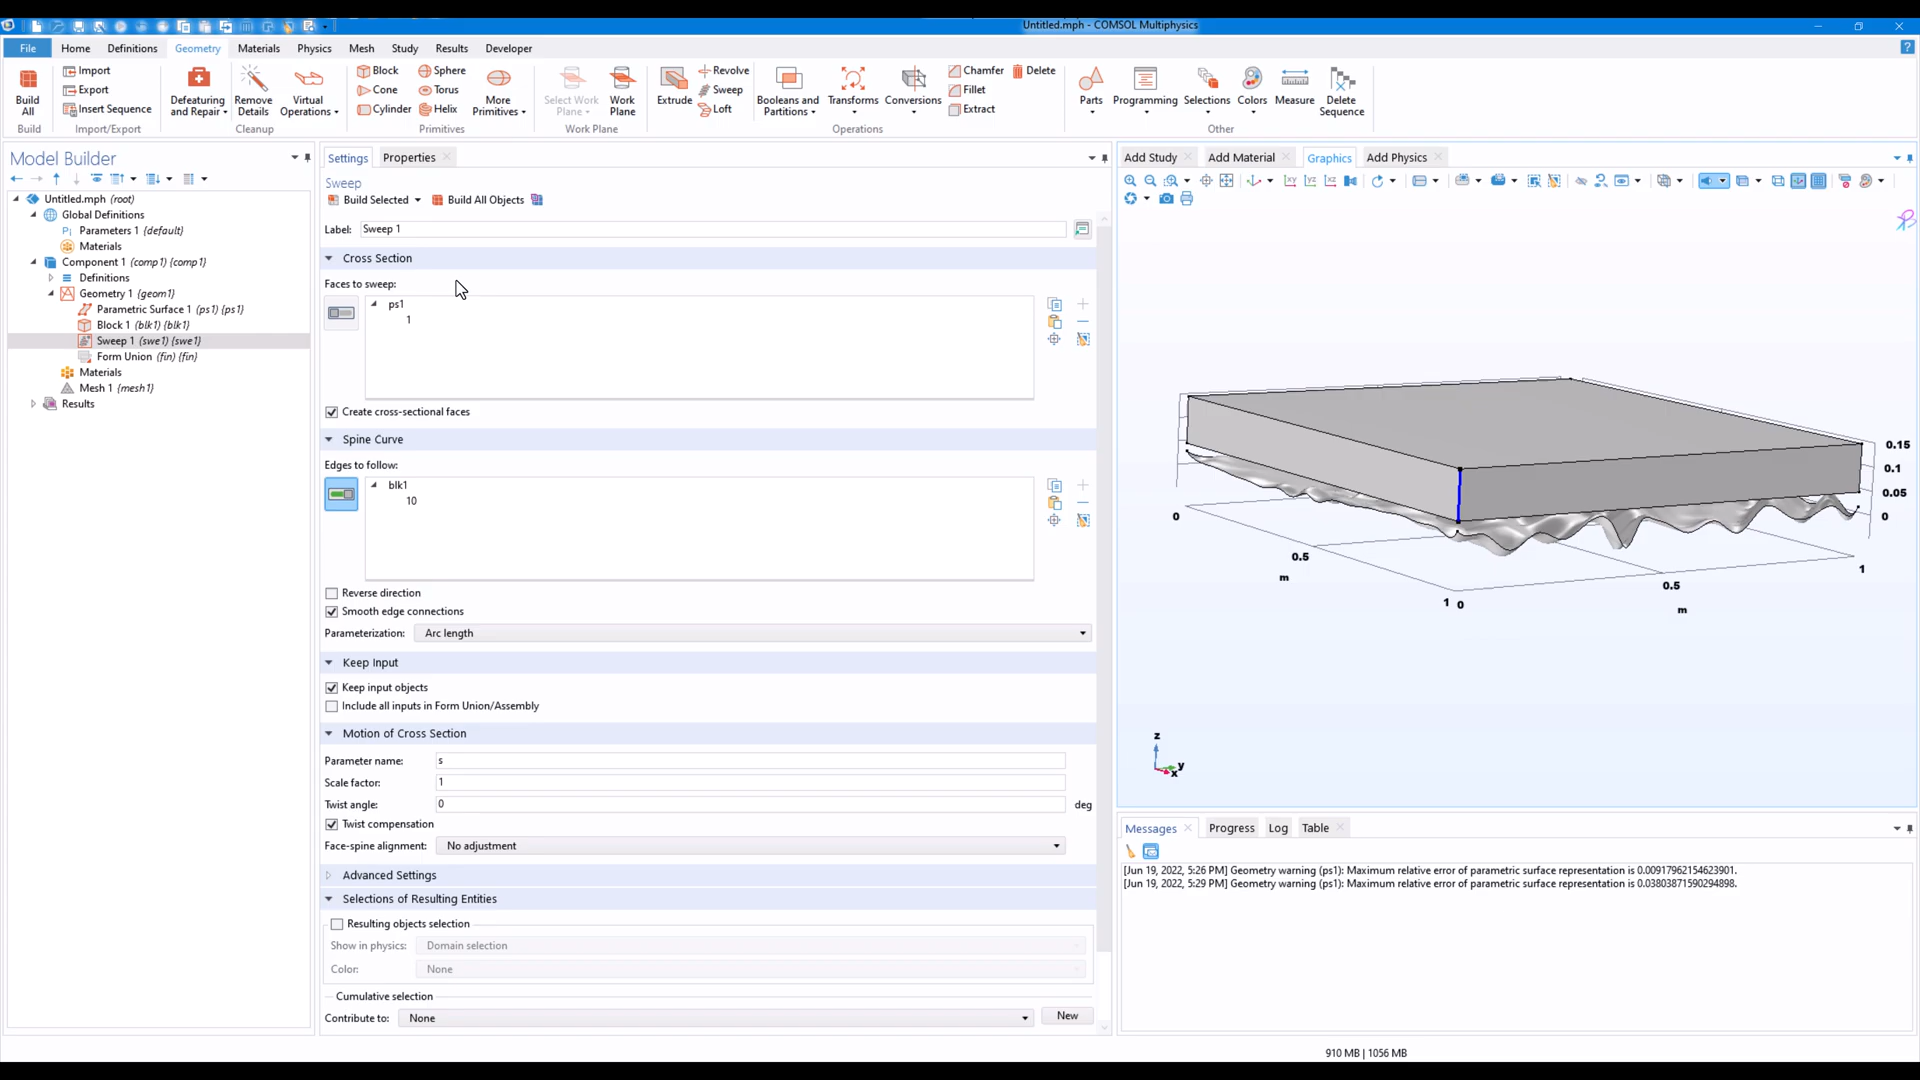 Untitled.mph - COMSOL Multiphysics
File Home Definitions Geometry Materials Physics Mesh Study Results Developer
Build All
Build
Import
Export
Insert Sequence
Import/Export
Defeaturing and Repair
Remove Details
Virtual Operations
Cleanup
Block
Cone
Cylinder
Sphere
Torus
Helix
More Primitives
Primitives
Select Work Plane
Work Plane
Work Plane
Extrude
Revolve
Sweep
Loft
Booleans and Partitions
Transforms
Conversions
Chamfer
Fillet
Extract
Delete
Operations
Parts
Programming
Selections
Colors
Measure
Delete Sequence
Other
Model Builder
Untitled.mph (root)
Global Definitions
Parameters 1 {default}
Materials
Component 1 (comp1) {comp1}
Definitions
Geometry 1 {geom1}
Parametric Surface 1 (ps1) {ps1}
Block 1 (blk1) {blk1}
Sweep 1 (swe1) {swe1}
Form Union (fin) {fin}
Materials
Mesh 1 {mesh1}
Results
Settings Properties
Sweep
Build Selected Build All Objects
Label: Sweep 1
Cross Section
Faces to sweep:
ps1
1
Create cross-sectional faces
Spine Curve
Edges to follow:
blk1
10
Reverse direction
Smooth edge connections
Parameterization: Arc length
Keep Input
Keep input objects
Include all inputs in Form Union/Assembly
Motion of Cross Section
Parameter name: s
Scale factor: 1
Twist angle: 0 deg
Twist compensation
Face-spine alignment: No adjustment
Advanced Settings
Selections of Resulting Entities
Resulting objects selection
Show in physics: Domain selection
Color: None
Cumulative selection
Contribute to: None New
Add Study Add Material Graphics Add Physics
0.15
0.1
0.05
0
0
0.5
m
1 0
0.5
m
1
z
y
x
Messages Progress Log Table
[Jun 19, 2022, 5:26 PM] Geometry warning (ps1): Maximum relative error of parametric surface representation is 0.00917962154623901.
[Jun 19, 2022, 5:29 PM] Geometry warning (ps1): Maximum relative error of parametric surface representation is 0.03803871590294898.
910 MB | 1056 MB